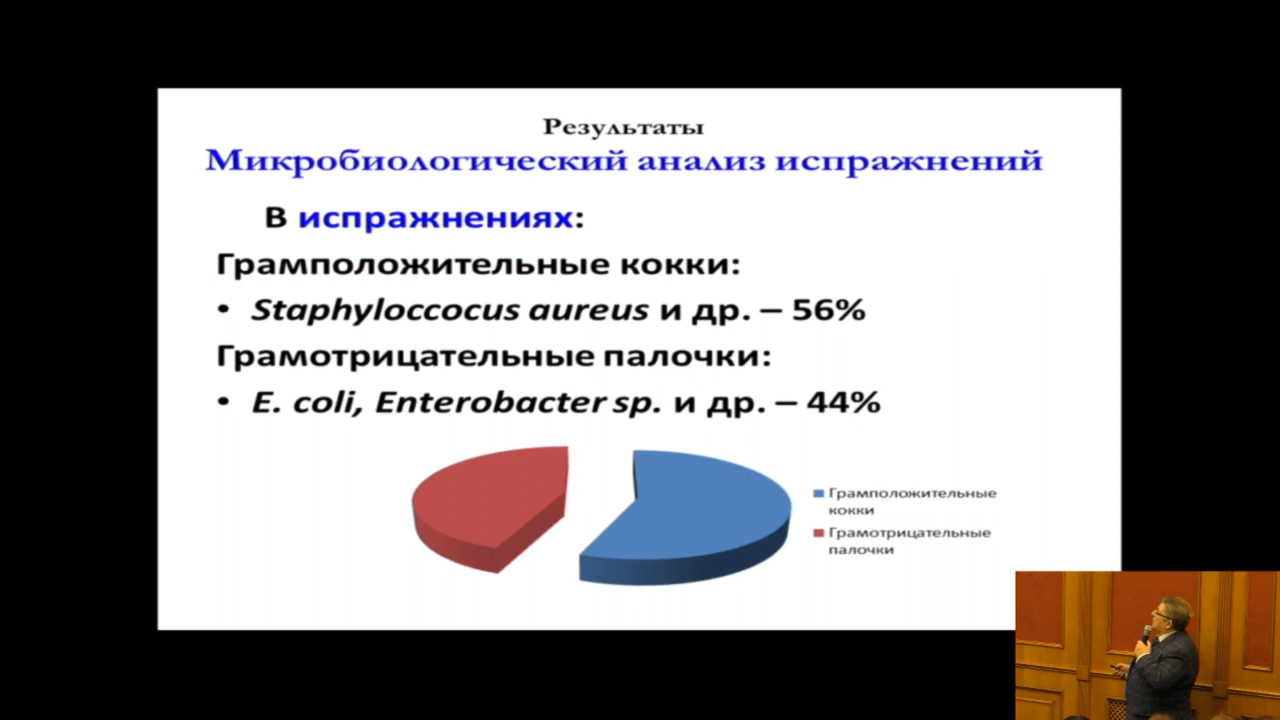 Результаты
Микробиологический анализ испражнений
В испражнениях:
Грамположительные кокки:
• Staphyloccocus aureus и др. – 56%
Грамотрицательные палочки:
• E. coli, Enterobacter sp. и др. – 44%
Грамположительные
кокки
Грамотрицательные
палочки